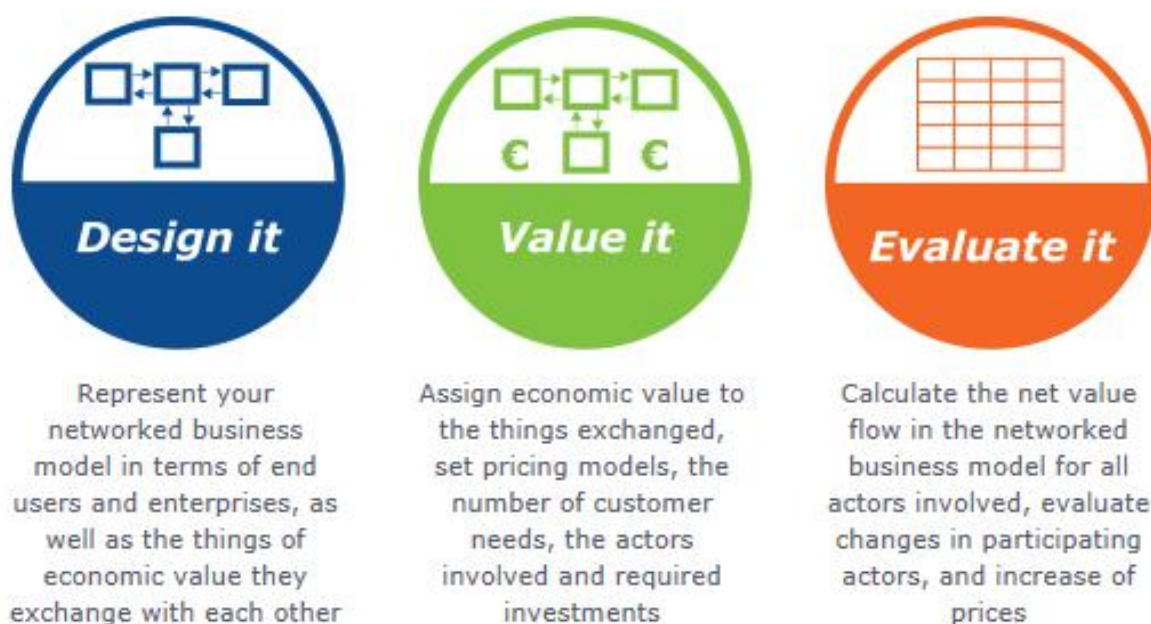 Design it
Represent your
networked business
model in terms of end
users and enterprises, as
well as the things of
economic value they
exchange with each other
€ €
Value it
Assign economic value to
the things exchanged,
set pricing models, the
number of customer
needs, the actors
involved and required
investments
Evaluate it
Calculate the net value
flow in the networked
business model for all
actors involved, evaluate
changes in participating
actors, and increase of
prices